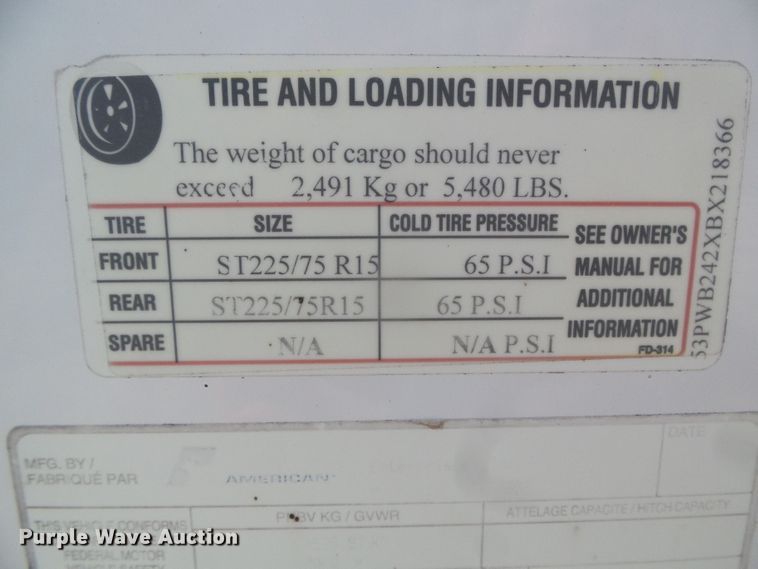 TIRE AND LOADING INFORMATION
The weight of cargo should never
exceed 2,491 Kg or 5,480 LBS.
TIRE SIZE COLD TIRE PRESSURE SEE OWNER'S
FRONT ST225/75 R15 65 P.S.I MANUAL FOR
REAR ST225/75R15 65 P.S.I ADDITIONAL
INFORMATION
SPARE N/A N/A P.S.I FD-314
53PWB242XBX218366
DATE
MFG. BY /
FABRIQUÉ PAR AMERICAN
PNBV KG / GVWR ATTELAGE CAPACITE / HITCH CAPACITY
THIS VEHICLE CONFORMS
FEDERAL MOTOR
VEHICLE SAFETY
Purple Wave Auction